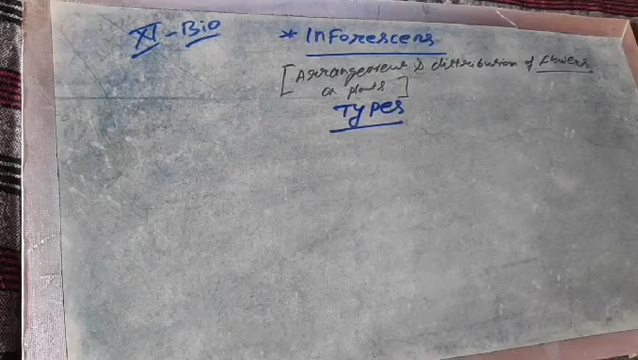 XI - Bio
* Inforescens
[Arrangement & distribution of flowers
on plants]
Types